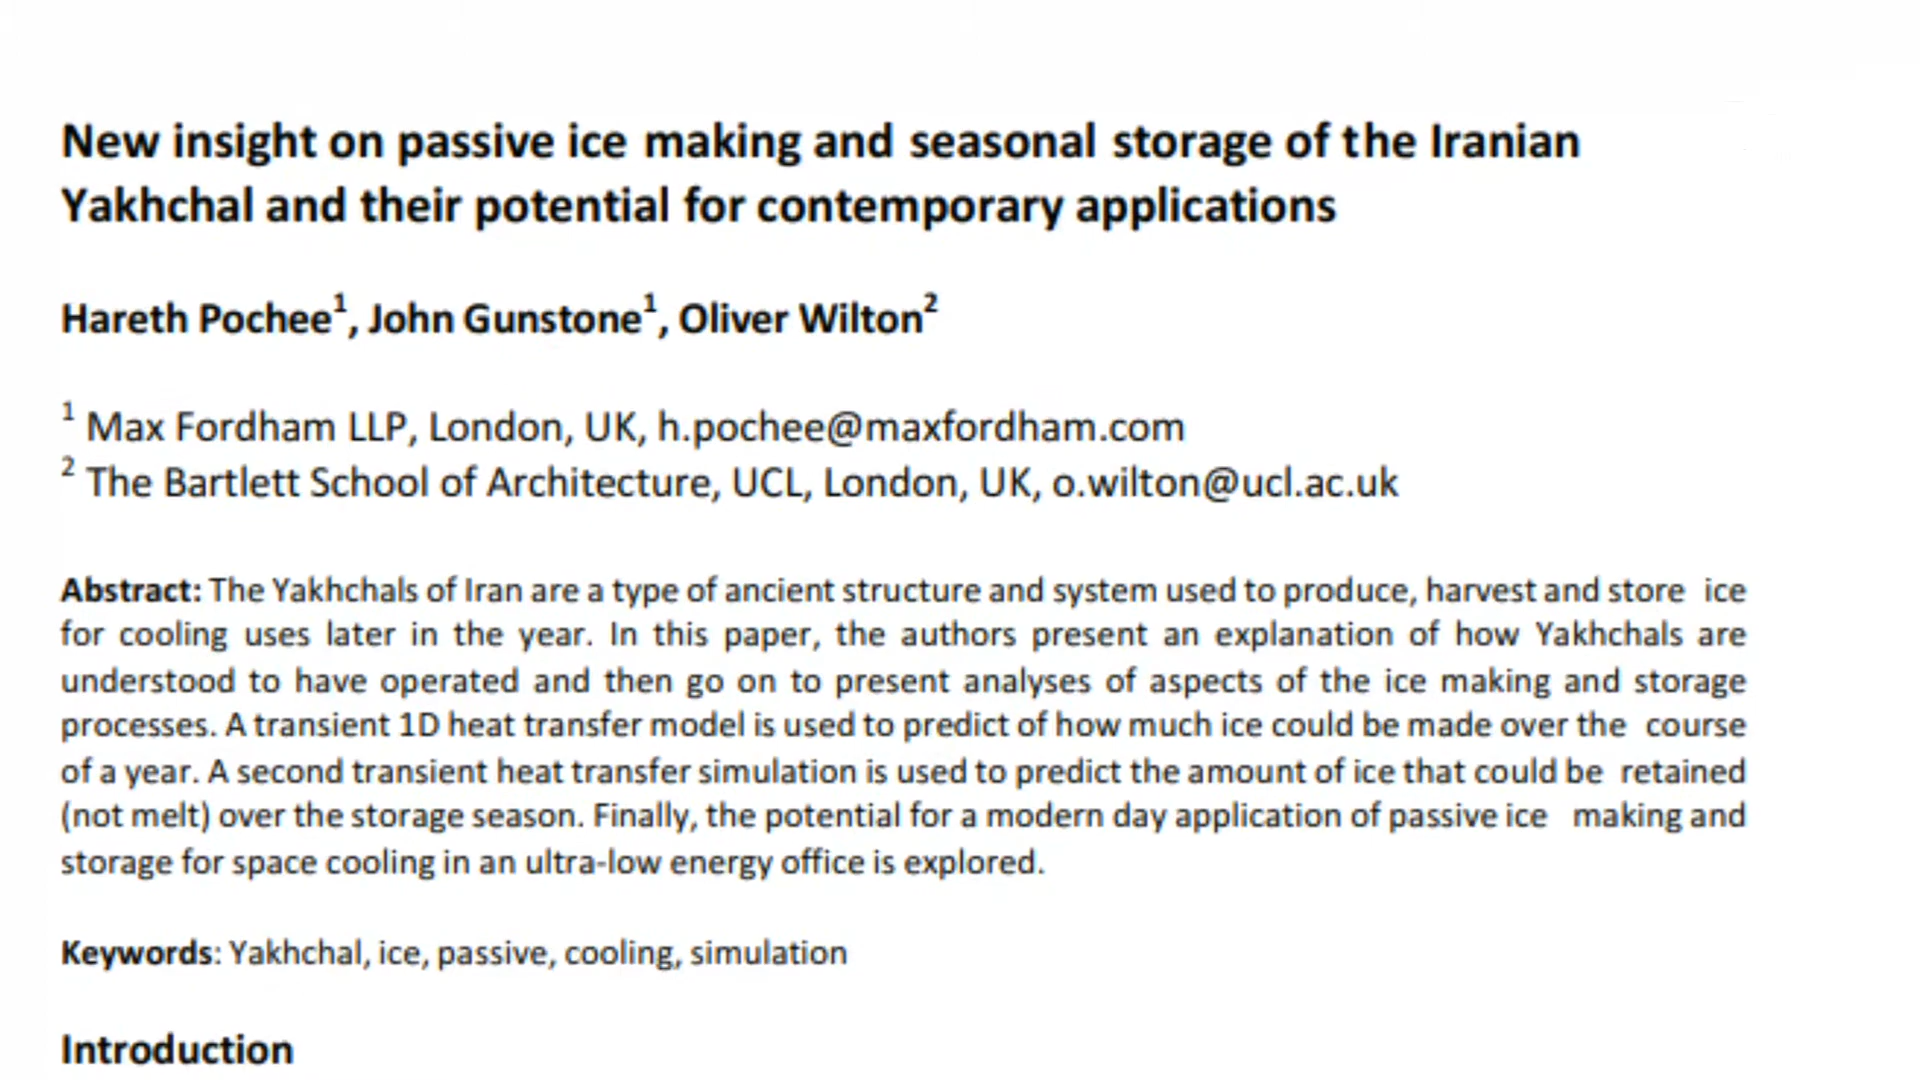 New insight on passive ice making and seasonal storage of the Iranian
Yakhchal and their potential for contemporary applications
Hareth Pochee¹, John Gunstone¹, Oliver Wilton²
¹ Max Fordham LLP, London, UK, h.pochee@maxfordham.com
² The Bartlett School of Architecture, UCL, London, UK, o.wilton@ucl.ac.uk
Abstract: The Yakhchals of Iran are a type of ancient structure and system used to produce, harvest and store ice
for cooling uses later in the year. In this paper, the authors present an explanation of how Yakhchals are
understood to have operated and then go on to present analyses of aspects of the ice making and storage
processes. A transient 1D heat transfer model is used to predict of how much ice could be made over the course
of a year. A second transient heat transfer simulation is used to predict the amount of ice that could be retained
(not melt) over the storage season. Finally, the potential for a modern day application of passive ice making and
storage for space cooling in an ultra-low energy office is explored.
Keywords: Yakhchal, ice, passive, cooling, simulation
Introduction